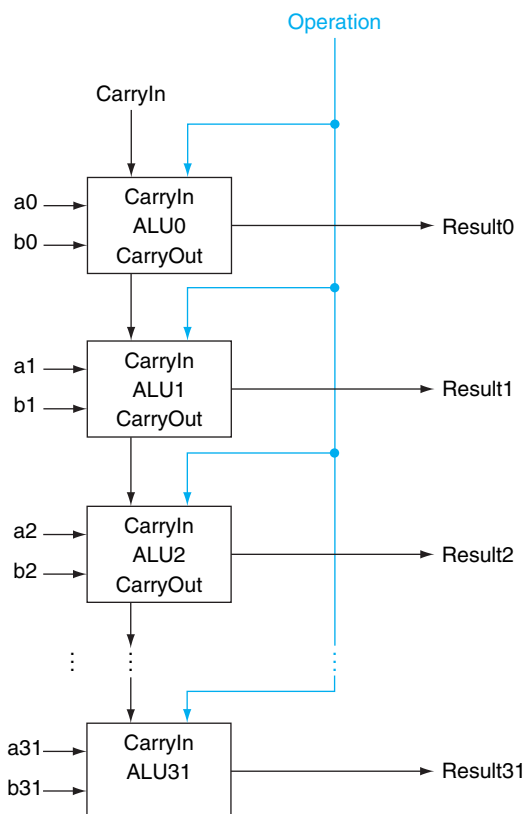 Operation
CarryIn
a0
b0
CarryIn
ALU0
CarryOut
Result0
a1
b1
CarryIn
ALU1
CarryOut
Result1
a2
b2
CarryIn
ALU2
CarryOut
Result2
a31
b31
CarryIn
ALU31
Result31